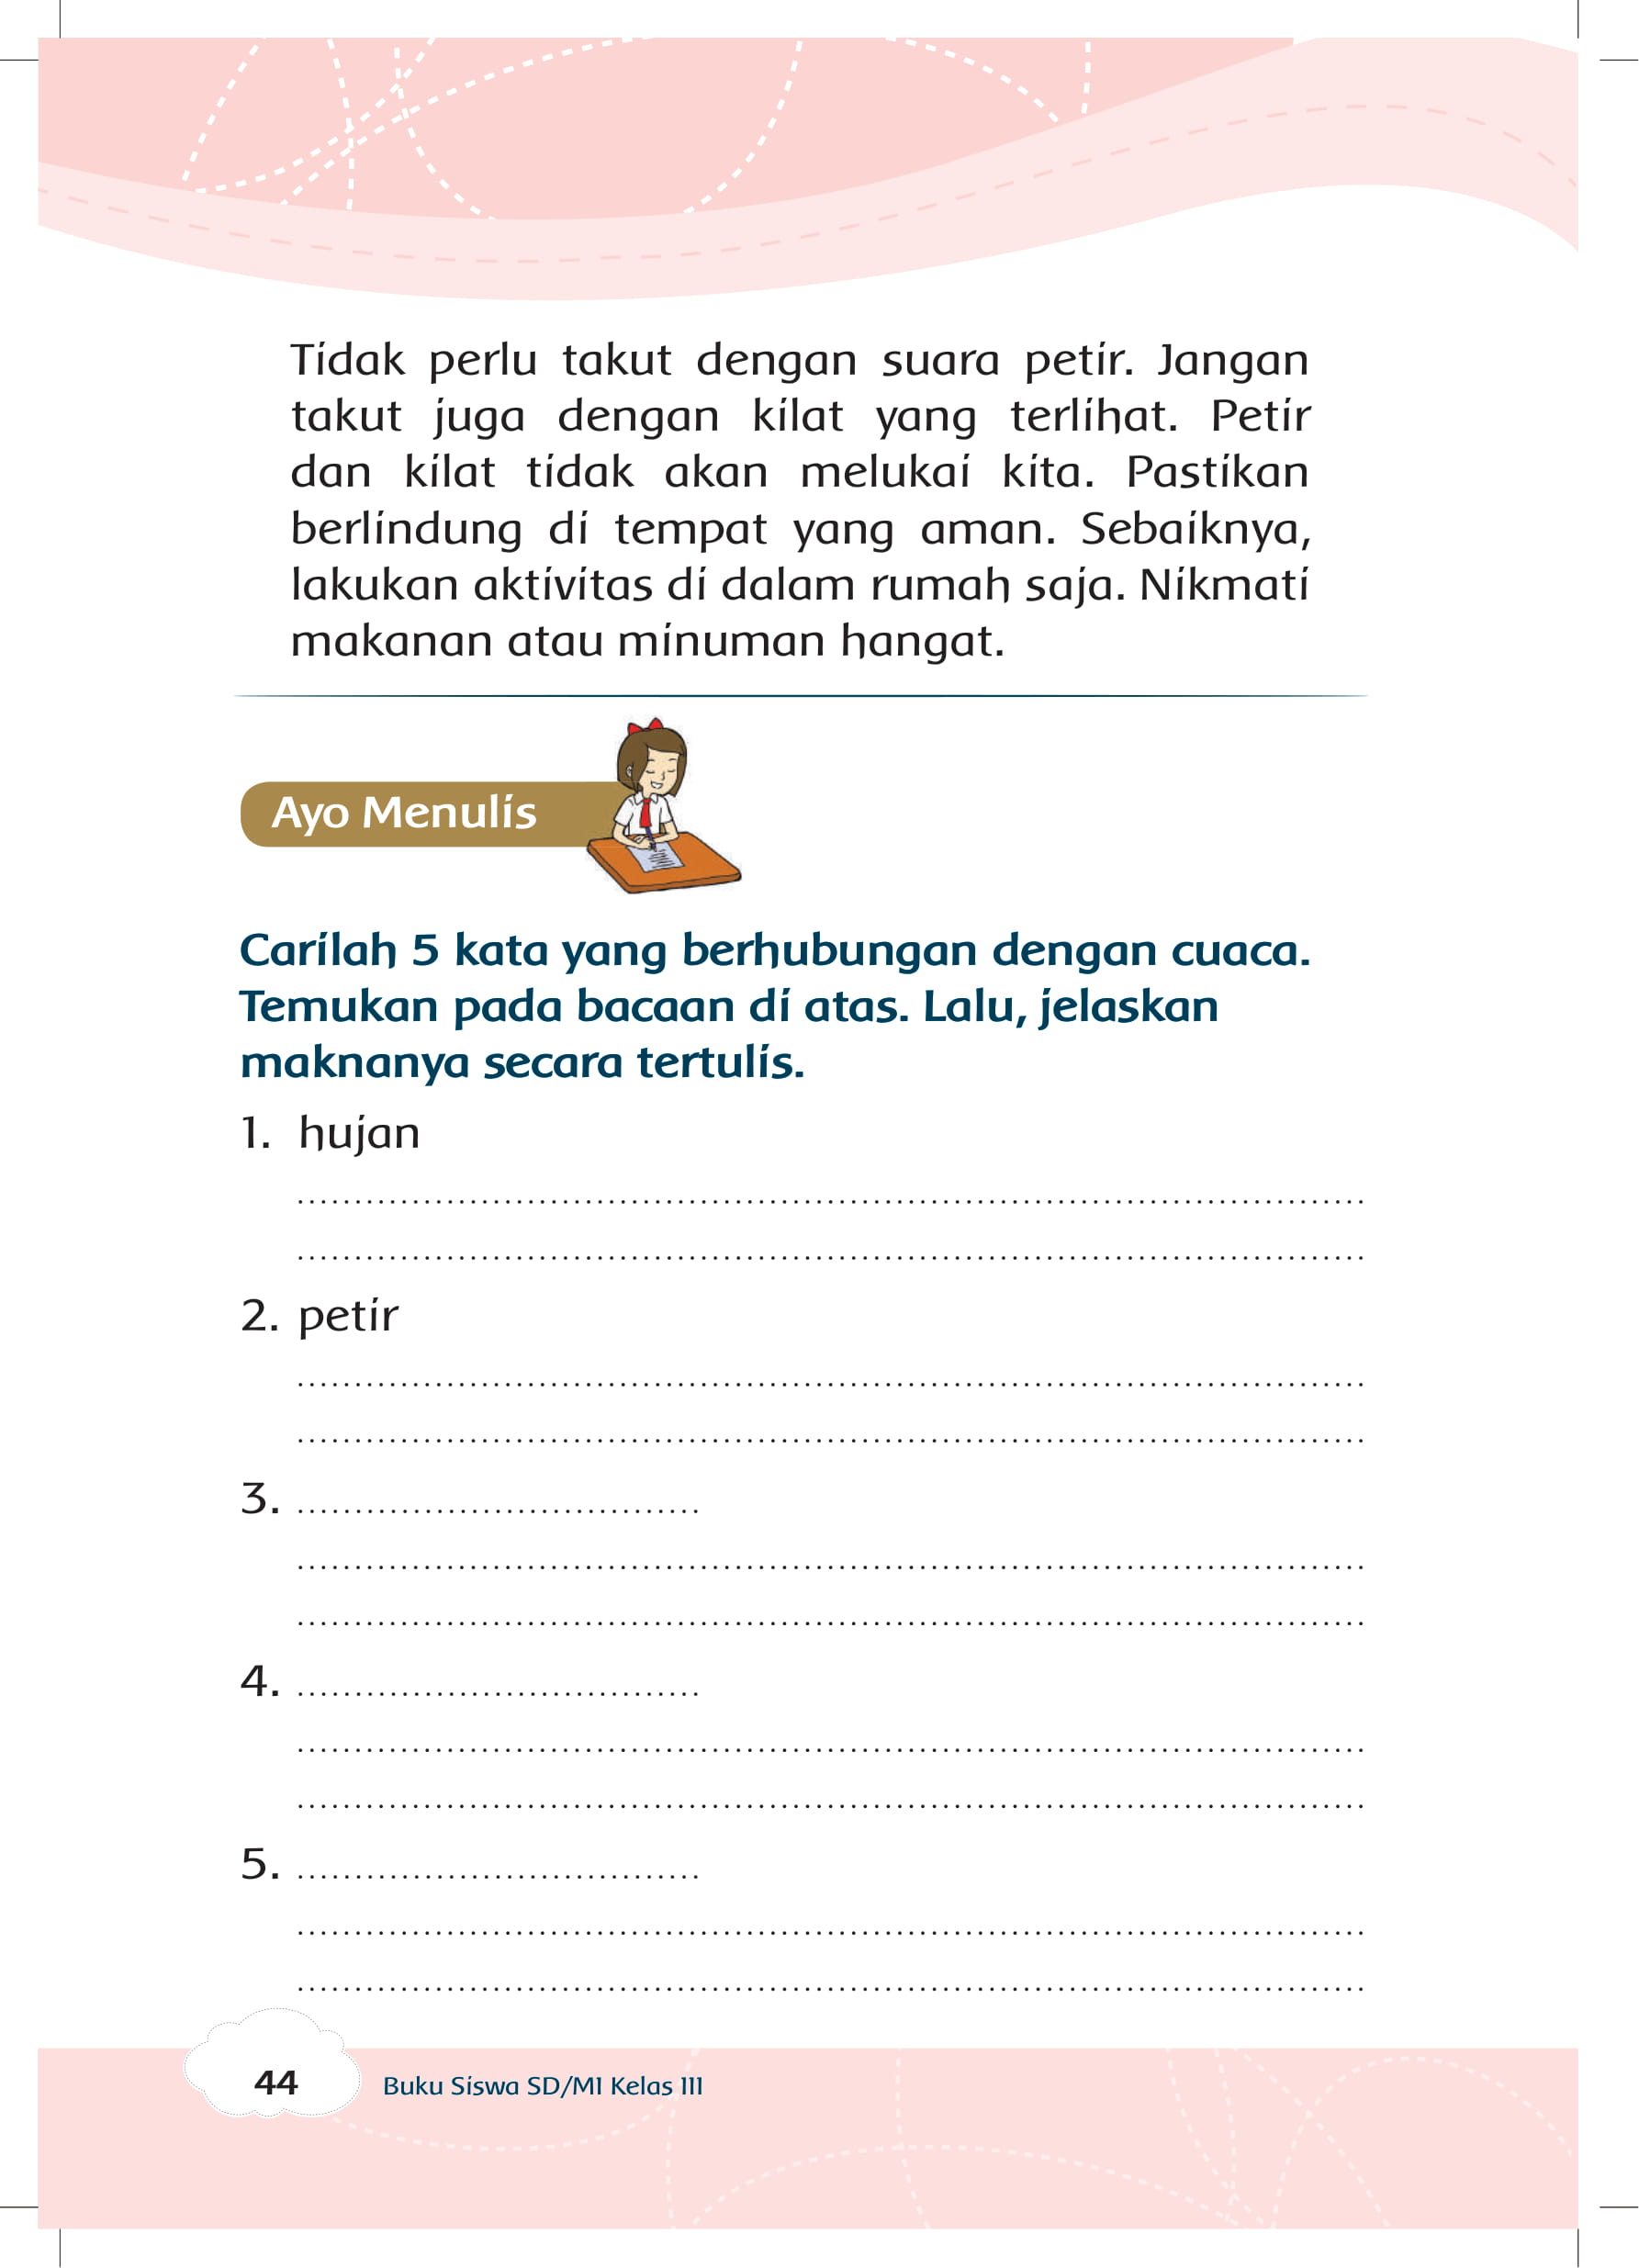 Tidak perlu takut dengan suara petir. Jangan
takut juga dengan kilat yang terlihat. Petir
dan kilat tidak akan melukai kita. Pastikan
berlindung di tempat yang aman. Sebaiknya,
lakukan aktivitas di dalam rumah saja. Nikmati
makanan atau minuman hangat.
Ayo Menulis
Carilah 5 kata yang berhubungan dengan cuaca.
Temukan pada bacaan di atas. Lalu, jelaskan
maknanya secara tertulis.
1. hujan
2. petir
3.
4.
5.
44
Buku Siswa SD/MI Kelas III